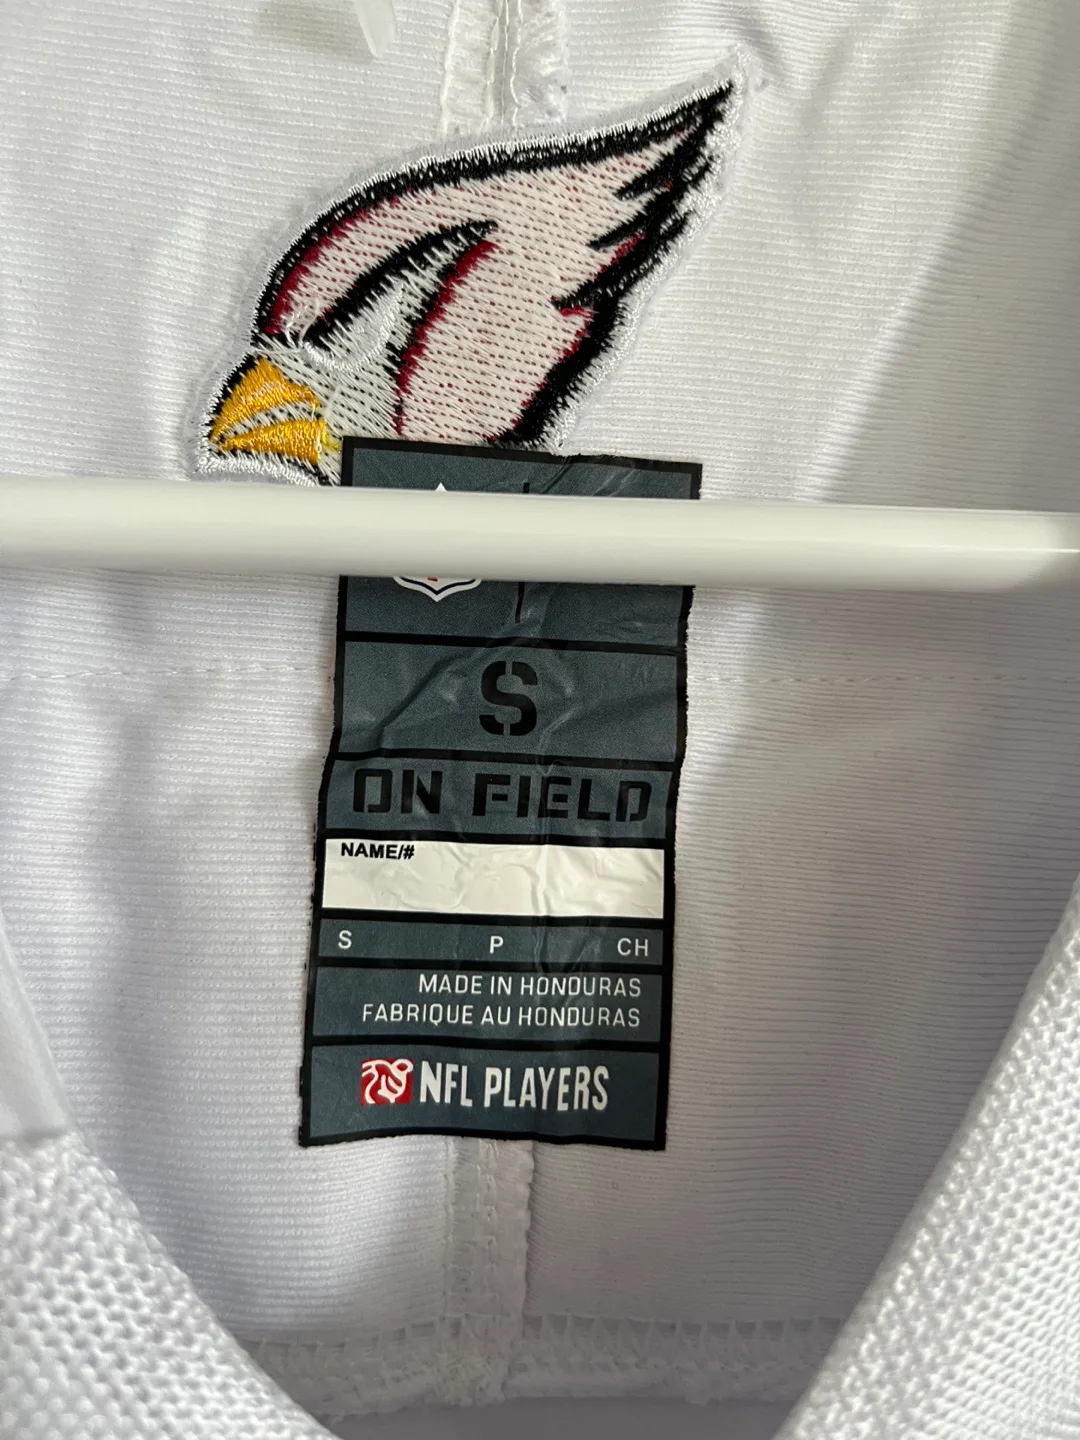 S
ON FIELD
NAME/#
S P CH
MADE IN HONDURAS
FABRIQUE AU HONDURAS
NFL PLAYERS